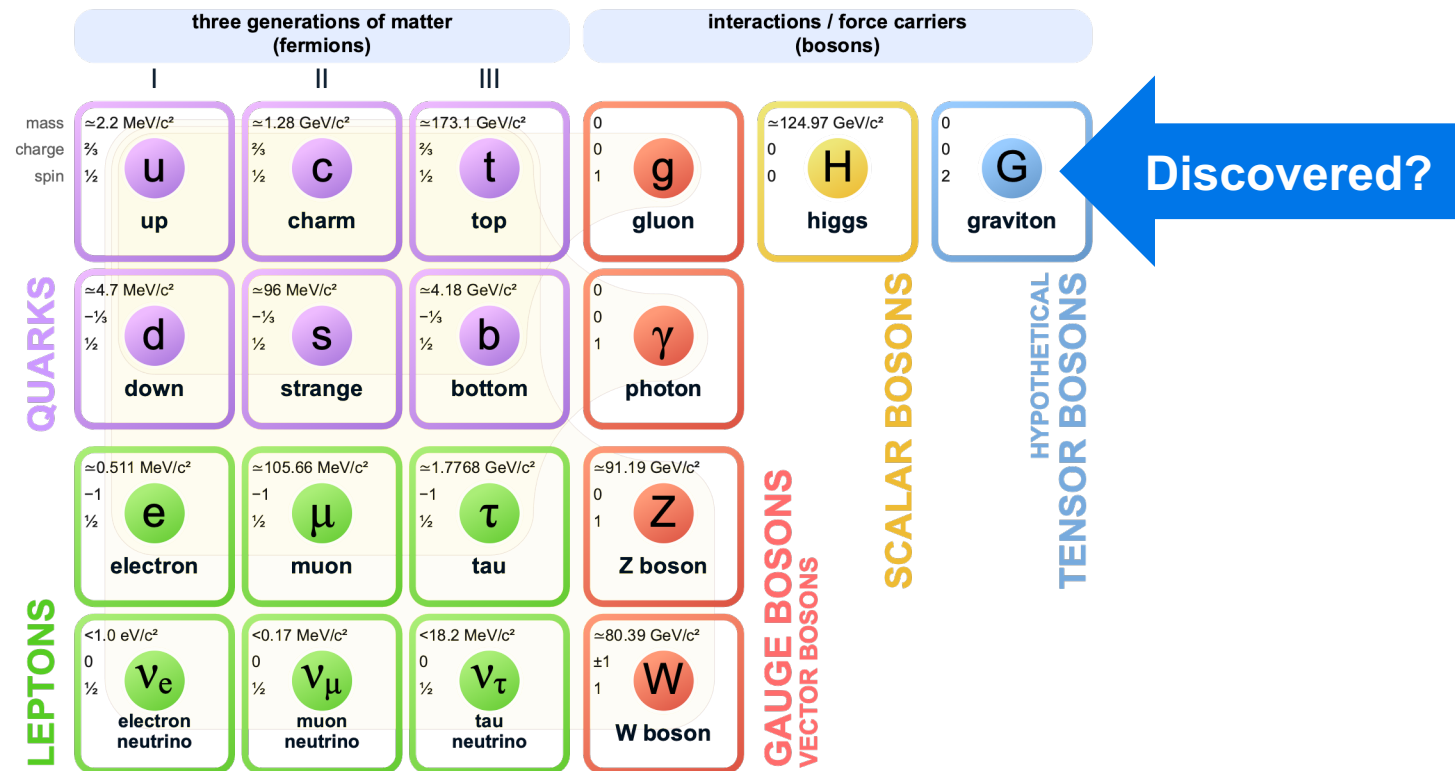 three generations of matter
(fermions)
interactions / force carriers
(bosons)
I
II
III
mass
charge
spin
≃2.2 MeV/c²
⅔
½
u
up
≃1.28 GeV/c²
⅔
½
c
charm
≃173.1 GeV/c²
⅔
½
t
top
0
0
1
g
gluon
≃124.97 GeV/c²
0
0
H
higgs
0
0
2
G
graviton
Discovered?
QUARKS
≃4.7 MeV/c²
−⅓
½
d
down
≃96 MeV/c²
−⅓
½
s
strange
≃4.18 GeV/c²
−⅓
½
b
bottom
0
0
1
γ
photon
LEPTONS
≃0.511 MeV/c²
−1
½
e
electron
≃105.66 MeV/c²
−1
½
μ
muon
≃1.7768 GeV/c²
−1
½
τ
tau
≃91.19 GeV/c²
0
1
Z
Z boson
<1.0 eV/c²
0
½
νe
electron
neutrino
<0.17 MeV/c²
0
½
νμ
muon
neutrino
<18.2 MeV/c²
0
½
ντ
tau
neutrino
≃80.39 GeV/c²
±1
1
W
W boson
GAUGE BOSONS
VECTOR BOSONS
SCALAR BOSONS
HYPOTHETICAL
TENSOR BOSONS